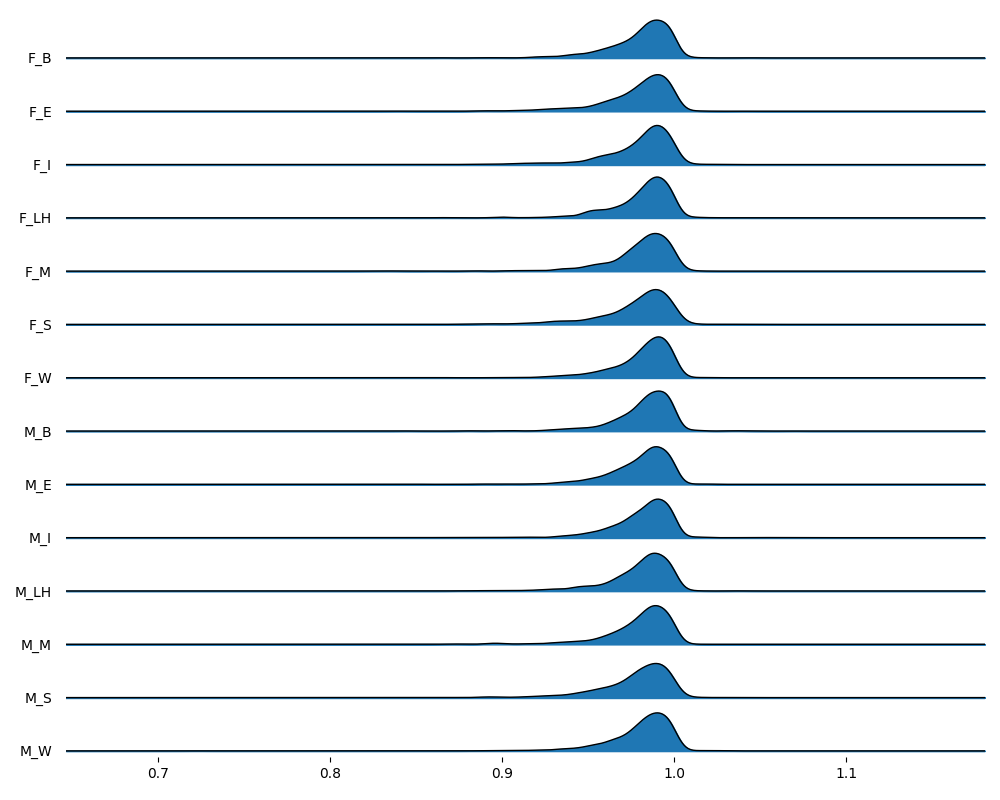 F_B
F_E
F_I
F_LH
F_M
F_S
F_W
M_B
M_E
M_I
M_LH
M_M
M_S
M_W
0.7 0.8 0.9 1.0 1.1